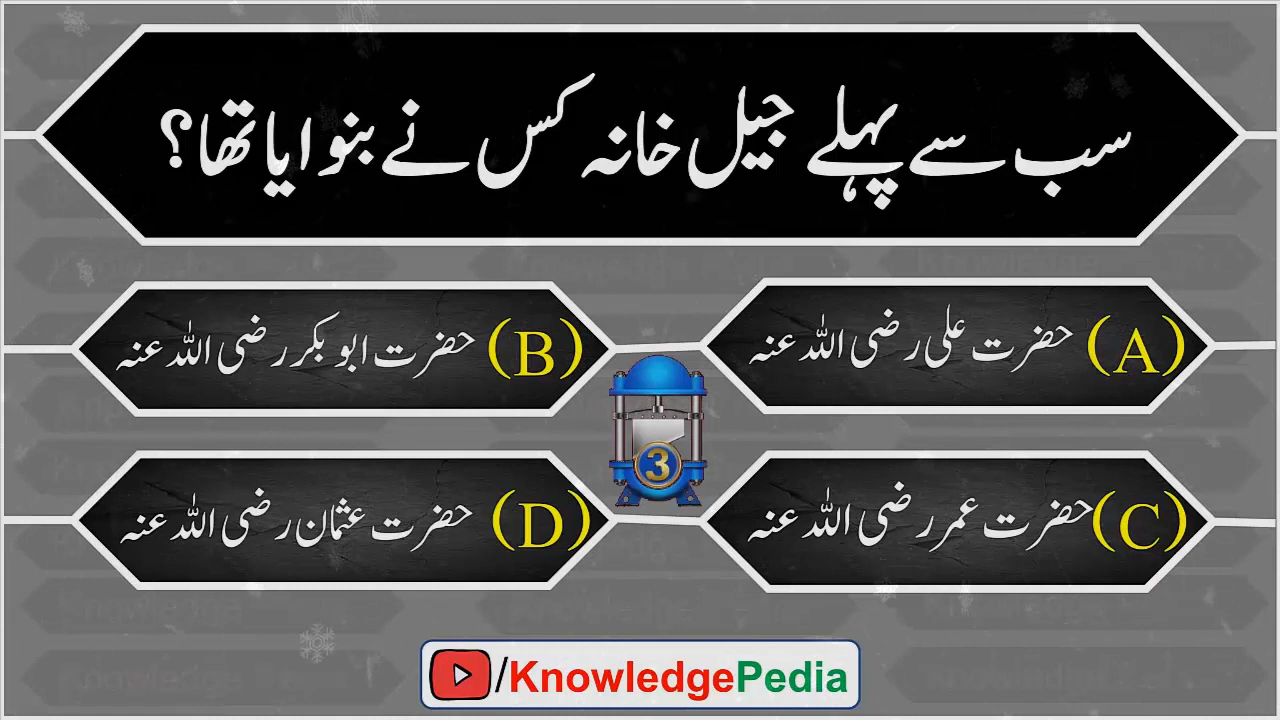 سب سے پہلے جیل خانہ کس نے بنوایا تھا؟
(A) حضرت علی رضی اللہ عنہ
(B) حضرت ابو بکر رضی اللہ عنہ
3
(C) حضرت عمر رضی اللہ عنہ
(D) حضرت عثمان رضی اللہ عنہ
/KnowledgePedia